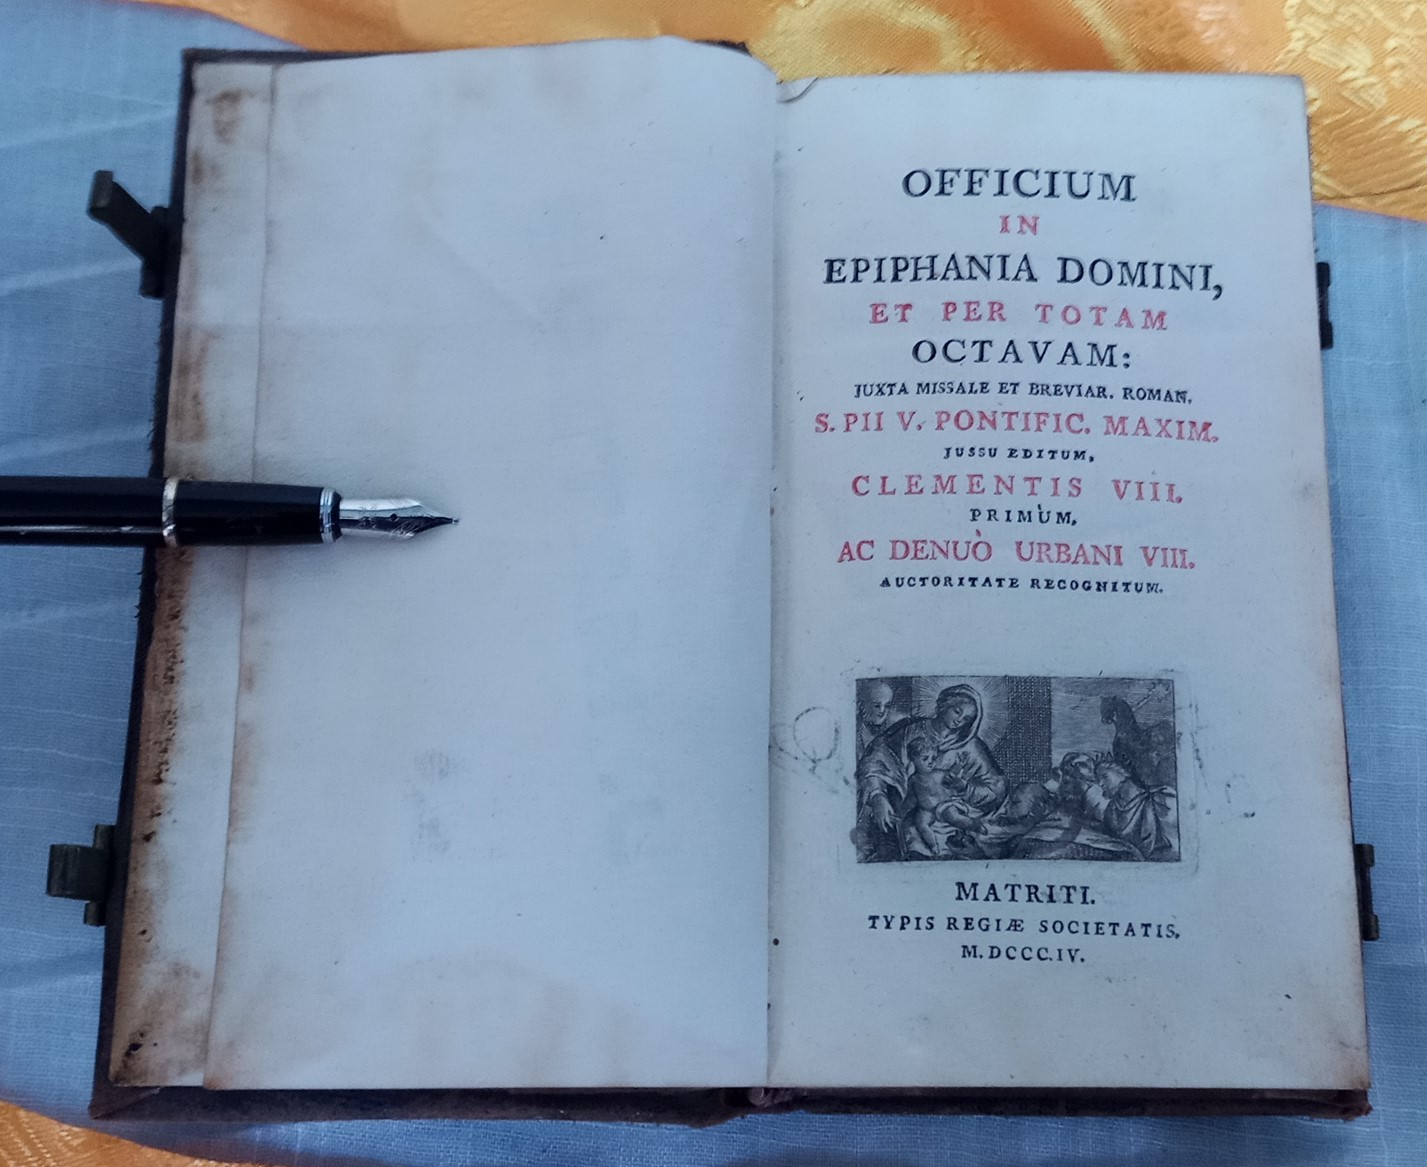 OFFICIUM
IN
EPIPHANIA DOMINI,
ET PER TOTAM
OCTAVAM:
JUXTA MISSALE ET BREVIAR. ROMAN.
S. PII V. PONTIFIC. MAXIM.
JUSSU EDITUM,
CLEMENTIS VIII.
PRIMÙM,
AC DENUÒ URBANI VIII.
AUCTORITATE RECOGNITUM.
MATRITI.
TYPIS REGIÆ SOCIETATIS.
M.DCCC.IV.